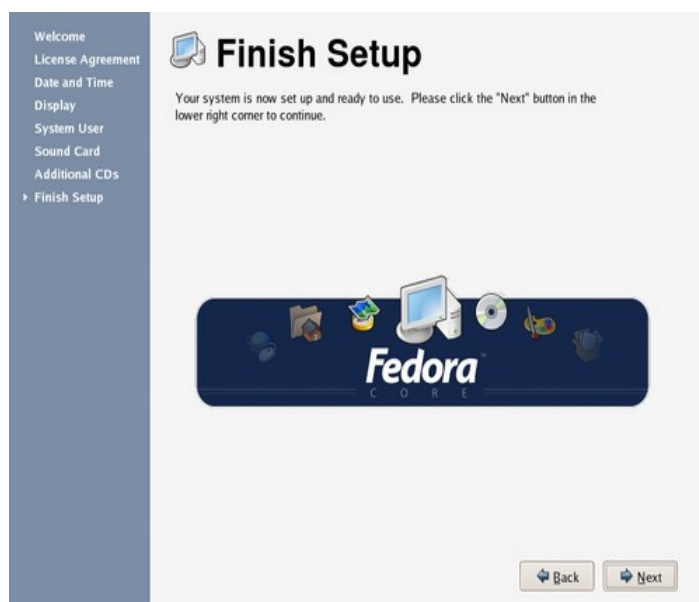 Welcome
License Agreement
Date and Time
Display
System User
Sound Card
Additional CDs
Finish Setup
Finish Setup
Your system is now set up and ready to use.  Please click the "Next" button in the
lower right corner to continue.
Fedora™
CORE
Back
Next